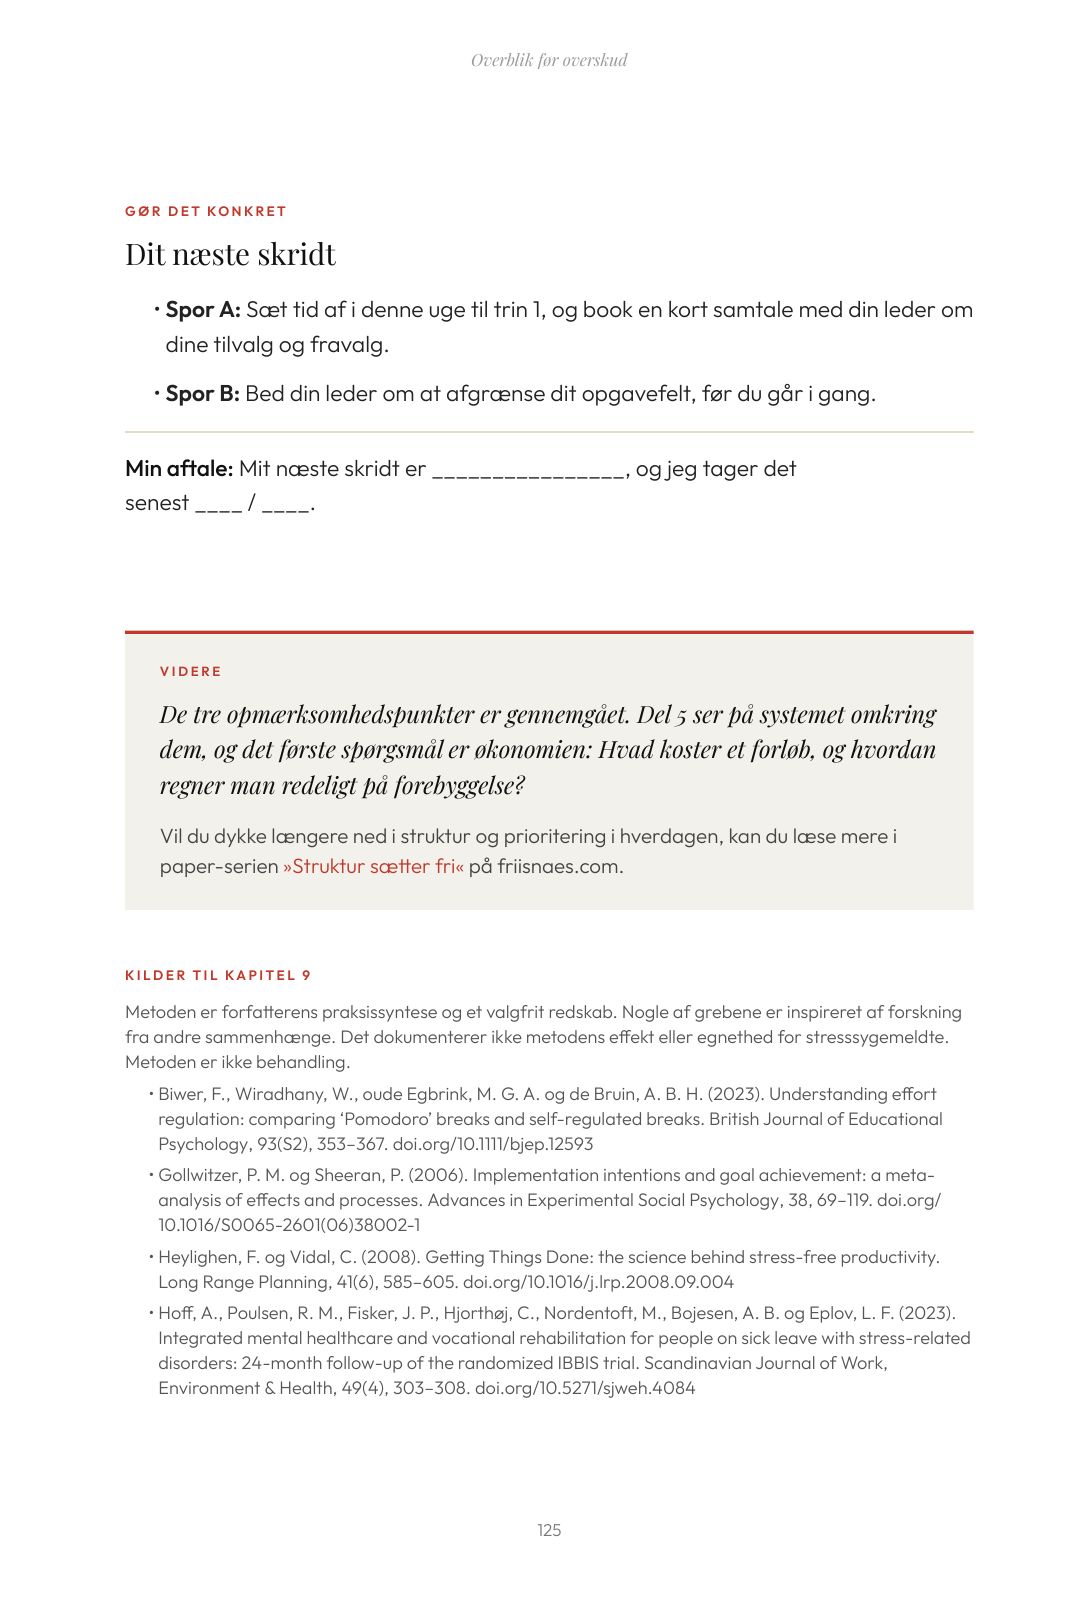 Overblik før overskud
GØR DET KONKRET
Dit næste skridt
• Spor A: Sæt tid af i denne uge til trin 1, og book en kort samtale med din leder om
dine tilvalg og fravalg.
• Spor B: Bed din leder om at afgrænse dit opgavefelt, før du går i gang.
Min aftale: Mit næste skridt er ________________, og jeg tager det
senest ____ / ____.
VIDERE
De tre opmærksomhedspunkter er gennemgået. Del 5 ser på systemet omkring
dem, og det første spørgsmål er økonomien: Hvad koster et forløb, og hvordan
regner man redeligt på forebyggelse?
Vil du dykke længere ned i struktur og prioritering i hverdagen, kan du læse mere i
paper-serien »Struktur sætter fri« på friisnaes.com.
KILDER TIL KAPITEL 9
Metoden er forfatterens praksissyntese og et valgfrit redskab. Nogle af grebene er inspireret af forskning
fra andre sammenhænge. Det dokumenterer ikke metodens effekt eller egnethed for stresssygemeldte.
Metoden er ikke behandling.
• Biwer, F., Wiradhany, W., oude Egbrink, M. G. A. og de Bruin, A. B. H. (2023). Understanding effort
regulation: comparing ‘Pomodoro’ breaks and self-regulated breaks. British Journal of Educational
Psychology, 93(S2), 353–367. doi.org/10.1111/bjep.12593
• Gollwitzer, P. M. og Sheeran, P. (2006). Implementation intentions and goal achievement: a meta-
analysis of effects and processes. Advances in Experimental Social Psychology, 38, 69–119. doi.org/
10.1016/S0065-2601(06)38002-1
• Heylighen, F. og Vidal, C. (2008). Getting Things Done: the science behind stress-free productivity.
Long Range Planning, 41(6), 585–605. doi.org/10.1016/j.lrp.2008.09.004
• Hoff, A., Poulsen, R. M., Fisker, J. P., Hjorthøj, C., Nordentoft, M., Bojesen, A. B. og Eplov, L. F. (2023).
Integrated mental healthcare and vocational rehabilitation for people on sick leave with stress-related
disorders: 24-month follow-up of the randomized IBBIS trial. Scandinavian Journal of Work,
Environment & Health, 49(4), 303–308. doi.org/10.5271/sjweh.4084
125